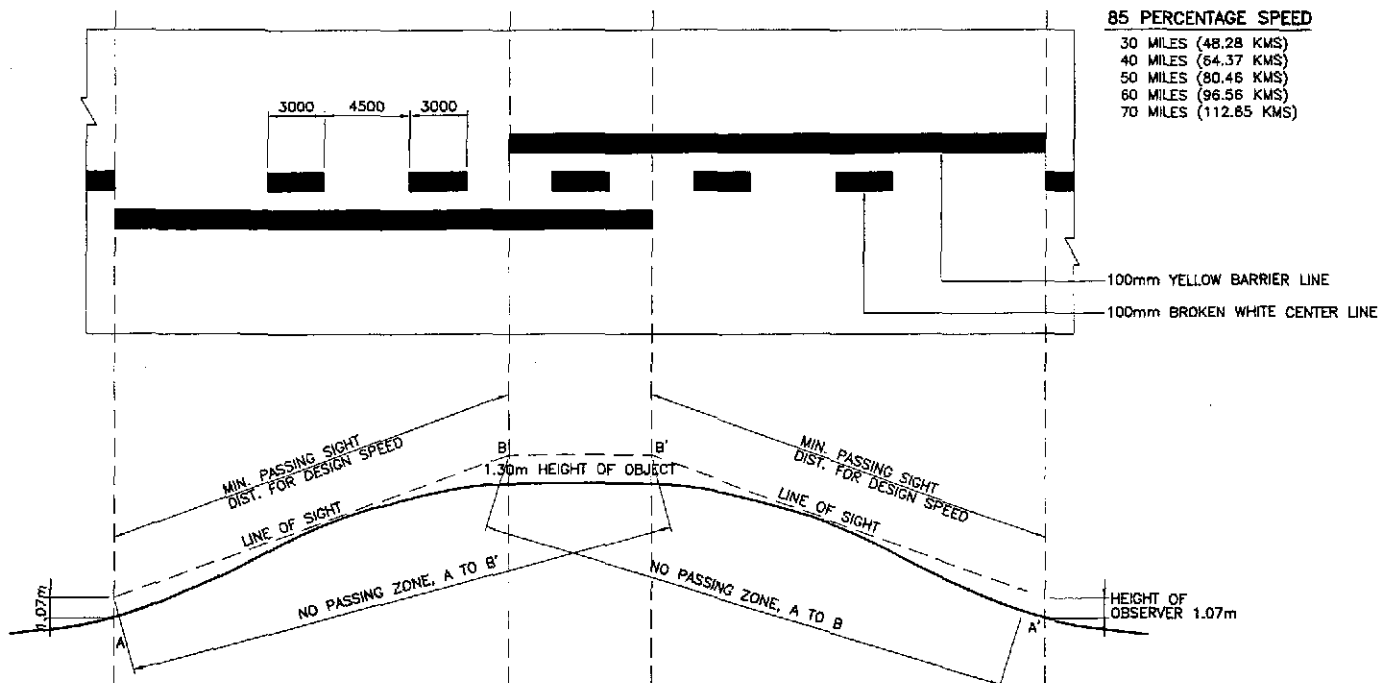 85 PERCENTAGE SPEED
30 MILES (48.28 KMS)
40 MILES (64.37 KMS)
50 MILES (80.46 KMS)
60 MILES (96.56 KMS)
70 MILES (112.65 KMS)
3000 4500 3000
100mm YELLOW BARRIER LINE
100mm BROKEN WHITE CENTER LINE
MIN. PASSING SIGHT
DIST. FOR DESIGN SPEED
LINE OF SIGHT
B B'
1.30m HEIGHT OF OBJECT
MIN. PASSING SIGHT
DIST. FOR DESIGN SPEED
LINE OF SIGHT
1.07m
NO PASSING ZONE, A TO B'
NO PASSING ZONE, A TO B
HEIGHT OF
OBSERVER 1.07m
A A'